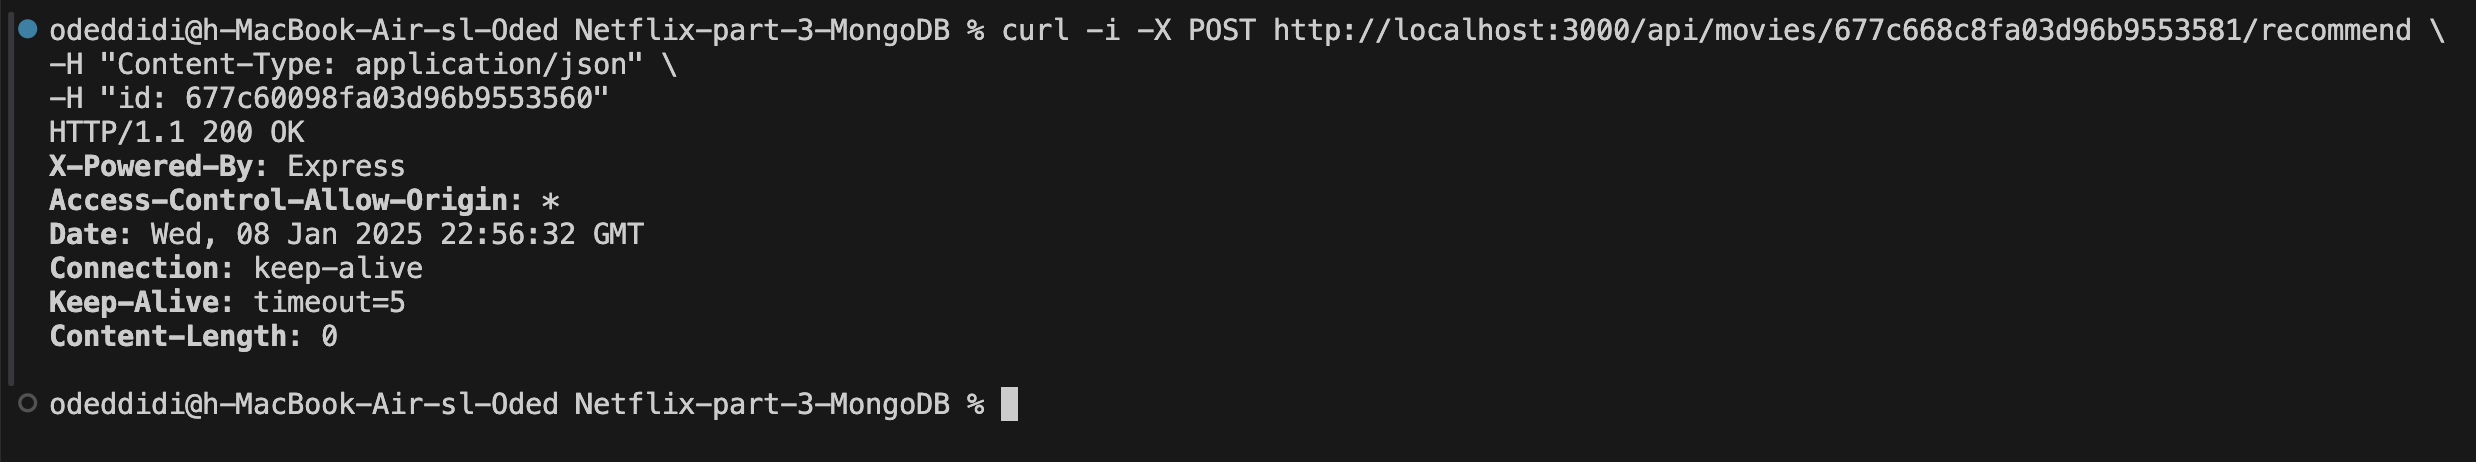 odeddidi@h-MacBook-Air-sl-Oded Netflix-part-3-MongoDB % curl -i -X POST http://localhost:3000/api/movies/677c668c8fa03d96b9553581/recommend \
-H "Content-Type: application/json" \
-H "id: 677c60098fa03d96b9553560"
HTTP/1.1 200 OK
X-Powered-By: Express
Access-Control-Allow-Origin: *
Date: Wed, 08 Jan 2025 22:56:32 GMT
Connection: keep-alive
Keep-Alive: timeout=5
Content-Length: 0
odeddidi@h-MacBook-Air-sl-Oded Netflix-part-3-MongoDB %